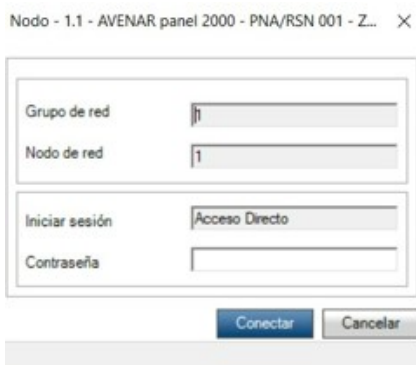 Nodo - 1.1 - AVENAR panel 2000 - PNA/RSN 001 - Z...
Grupo de red 1
Nodo de red 1
Iniciar sesión Acceso Directo
Contraseña
Conectar Cancelar